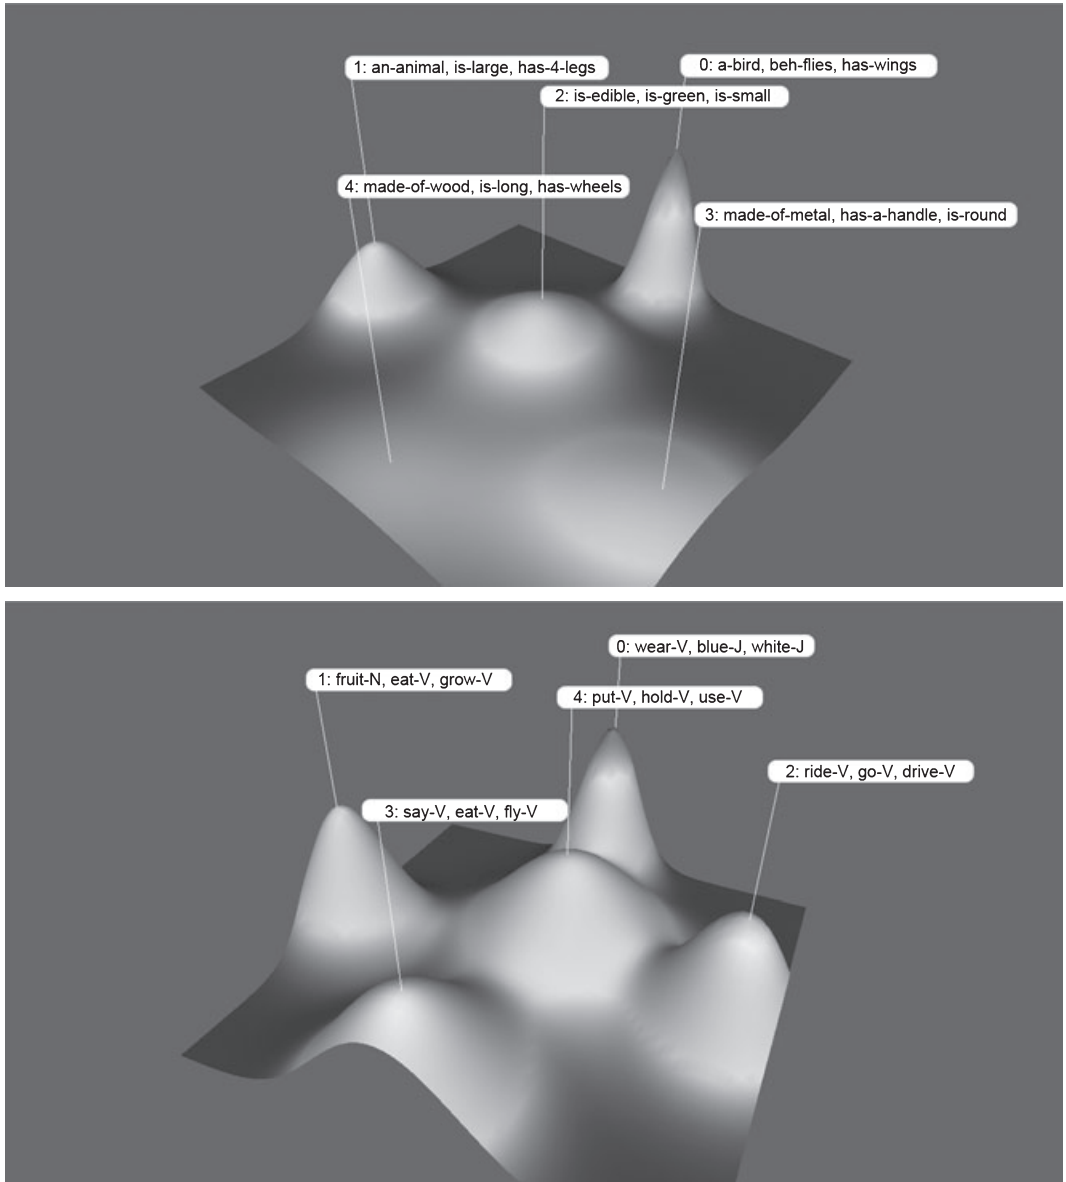 0: a-bird, beh-flies, has-wings
1: an-animal, is-large, has-4-legs
2: is-edible, is-green, is-small
4: made-of-wood, is-long, has-wheels
3: made-of-metal, has-a-handle, is-round
0: wear-V, blue-J, white-J
1: fruit-N, eat-V, grow-V
4: put-V, hold-V, use-V
2: ride-V, go-V, drive-V
3: say-V, eat-V, fly-V